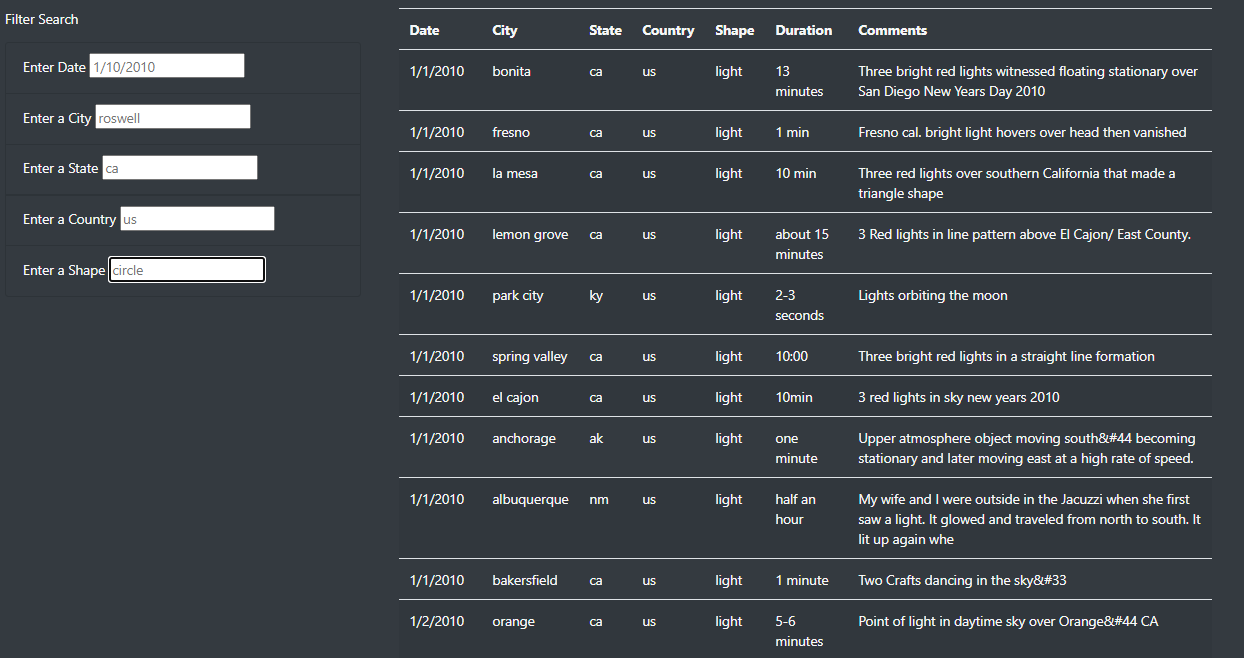 Filter Search
Enter Date 1/10/2010
Enter a City roswell
Enter a State ca
Enter a Country us
Enter a Shape circle
Date City State Country Shape Duration Comments
1/1/2010 bonita ca us light 13 Three bright red lights witnessed floating stationary over
minutes San Diego New Years Day 2010
1/1/2010 fresno ca us light 1 min Fresno cal. bright light hovers over head then vanished
1/1/2010 la mesa ca us light 10 min Three red lights over southern California that made a
triangle shape
1/1/2010 lemon grove ca us light about 15 3 Red lights in line pattern above El Cajon/ East County.
minutes
1/1/2010 park city ky us light 2-3 Lights orbiting the moon
seconds
1/1/2010 spring valley ca us light 10:00 Three bright red lights in a straight line formation
1/1/2010 el cajon ca us light 10min 3 red lights in sky new years 2010
1/1/2010 anchorage ak us light one Upper atmosphere object moving south&#44 becoming
minute stationary and later moving east at a high rate of speed.
1/1/2010 albuquerque nm us light half an My wife and I were outside in the Jacuzzi when she first
hour saw a light. It glowed and traveled from north to south. It
lit up again whe
1/1/2010 bakersfield ca us light 1 minute Two Crafts dancing in the sky&#33
1/2/2010 orange ca us light 5-6 Point of light in daytime sky over Orange&#44 CA
minutes